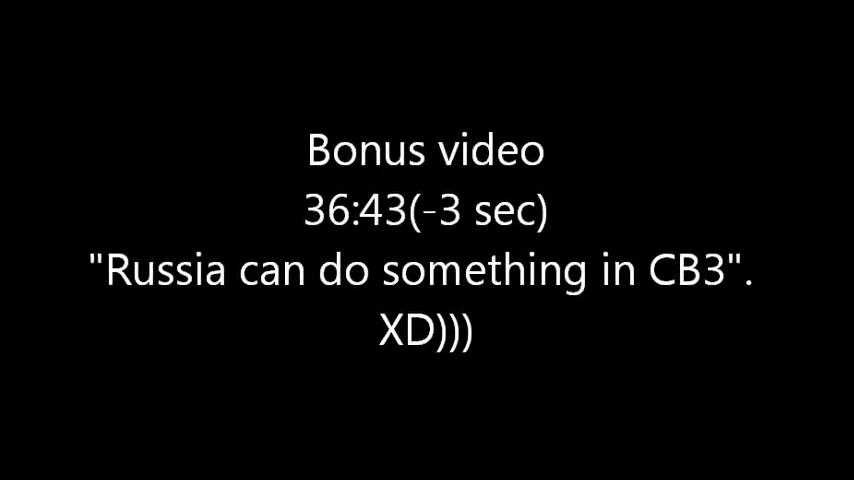 Bonus video
36:43(-3 sec)
"Russia can do something in CB3".
XD)))